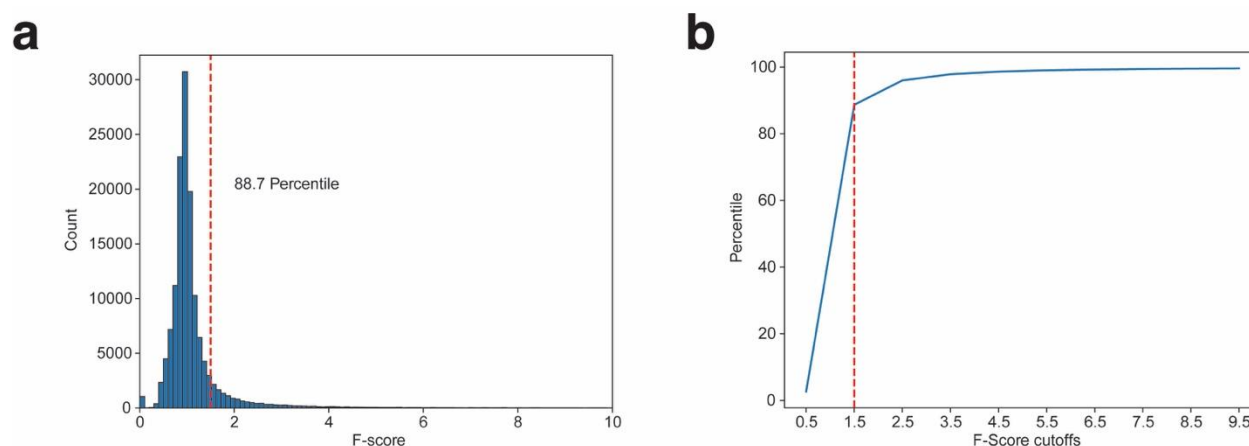 a
30000
25000
20000
15000
10000
5000
0
Count
88.7 Percentile
0 2 4 6 8 10
F-score
b
100
80
60
40
20
0
Percentile
0.5 1.5 2.5 3.5 4.5 5.5 6.5 7.5 8.5 9.5
F-Score cutoffs